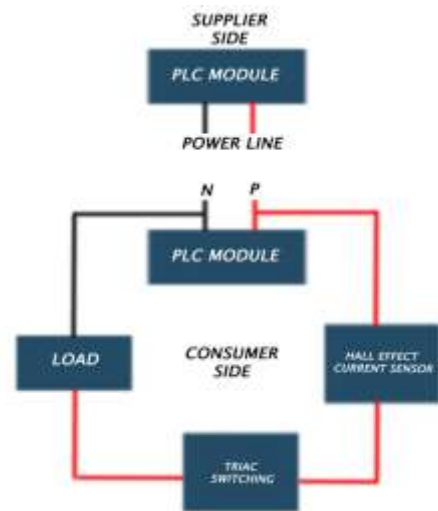 SUPPLIER
SIDE
PLC MODULE
POWER LINE
N P
PLC MODULE
LOAD
CONSUMER
SIDE
HALL EFFECT
CURRENT SENSOR
TRIAC
SWITCHING